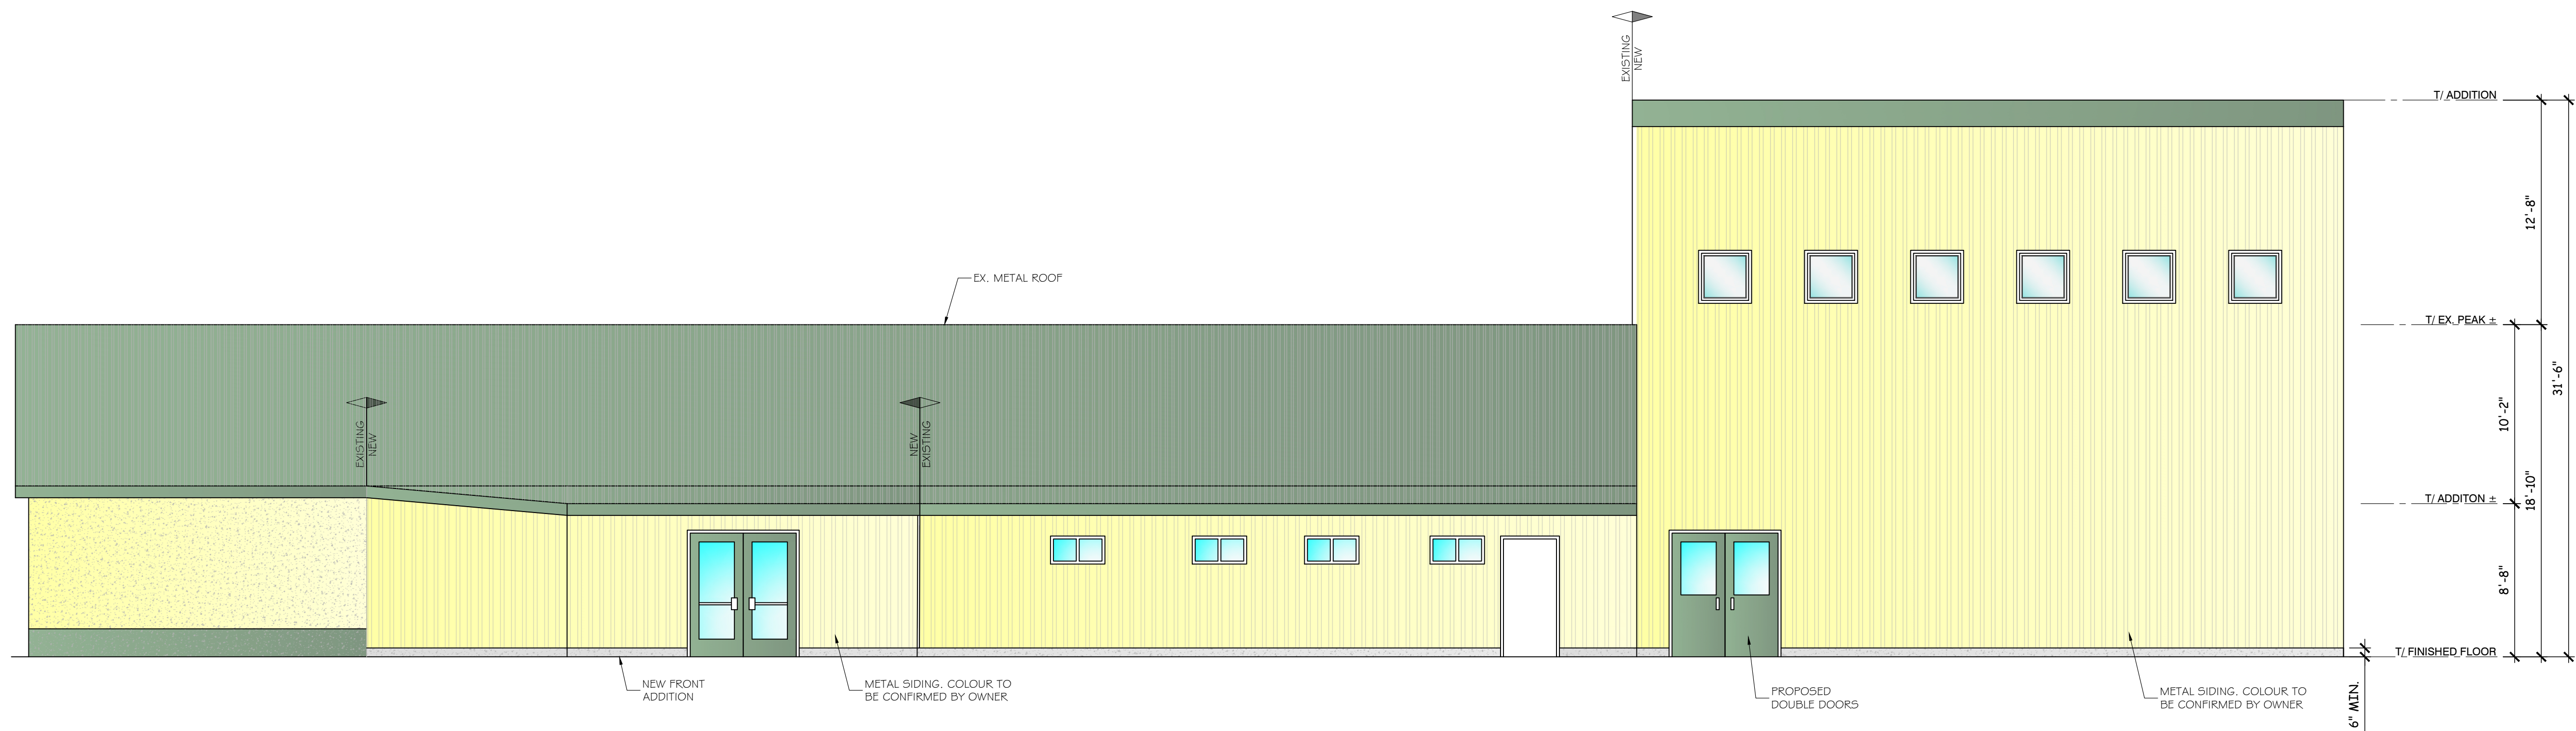 EXISTING
NEW
T/ ADDITION
12'-8"
EX. METAL ROOF
T/ EX. PEAK ±
31'-6"
10'-2"
EXISTING
NEW
NEW
EXISTING
18'-10"
T/ ADDITON ±
8'-8"
T/ FINISHED FLOOR
6" MIN.
NEW FRONT
ADDITION
METAL SIDING. COLOUR TO
BE CONFIRMED BY OWNER
PROPOSED
DOUBLE DOORS
METAL SIDING. COLOUR TO
BE CONFIRMED BY OWNER